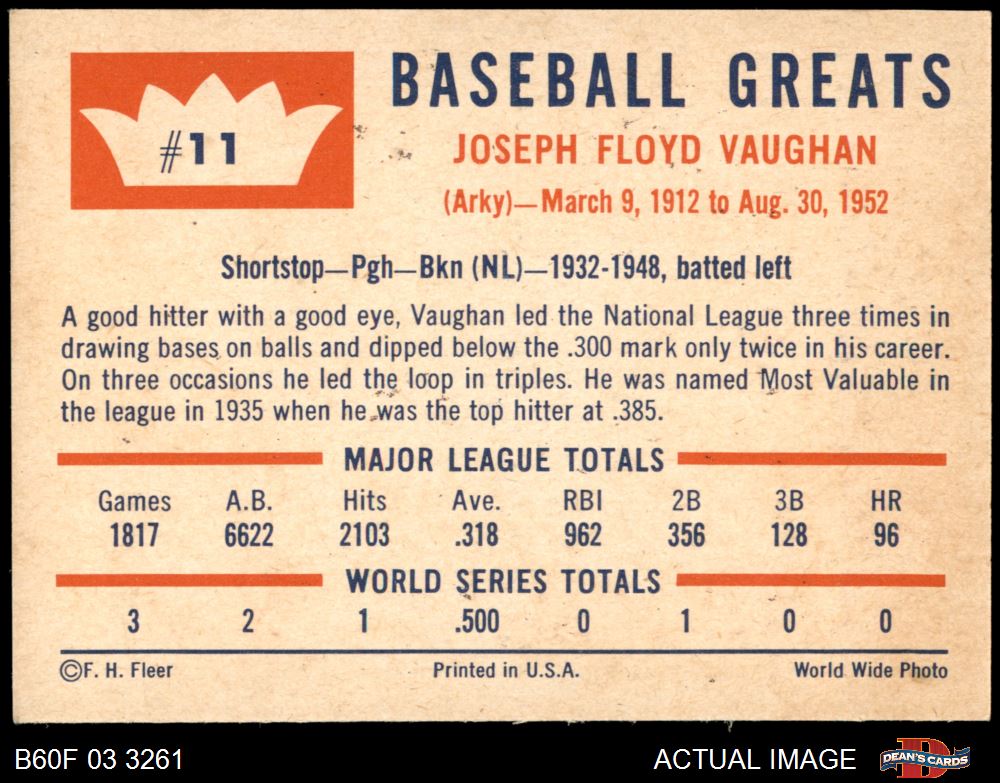 #11
BASEBALL GREATS
JOSEPH FLOYD VAUGHAN
(Arky)—March 9, 1912 to Aug. 30, 1952
Shortstop—Pgh—Bkn (NL)—1932-1948, batted left
A good hitter with a good eye, Vaughan led the National League three times in
drawing bases on balls and dipped below the .300 mark only twice in his career.
On three occasions he led the loop in triples. He was named Most Valuable in
the league in 1935 when he was the top hitter at .385.
MAJOR LEAGUE TOTALS
Games A.B. Hits Ave. RBI 2B 3B HR
1817 6622 2103 .318 962 356 128 96
WORLD SERIES TOTALS
3 2 1 .500 0 1 0 0
©F. H. Fleer Printed in U.S.A. World Wide Photo
B60F 03 3261 ACTUAL IMAGE DEAN'S CARDS